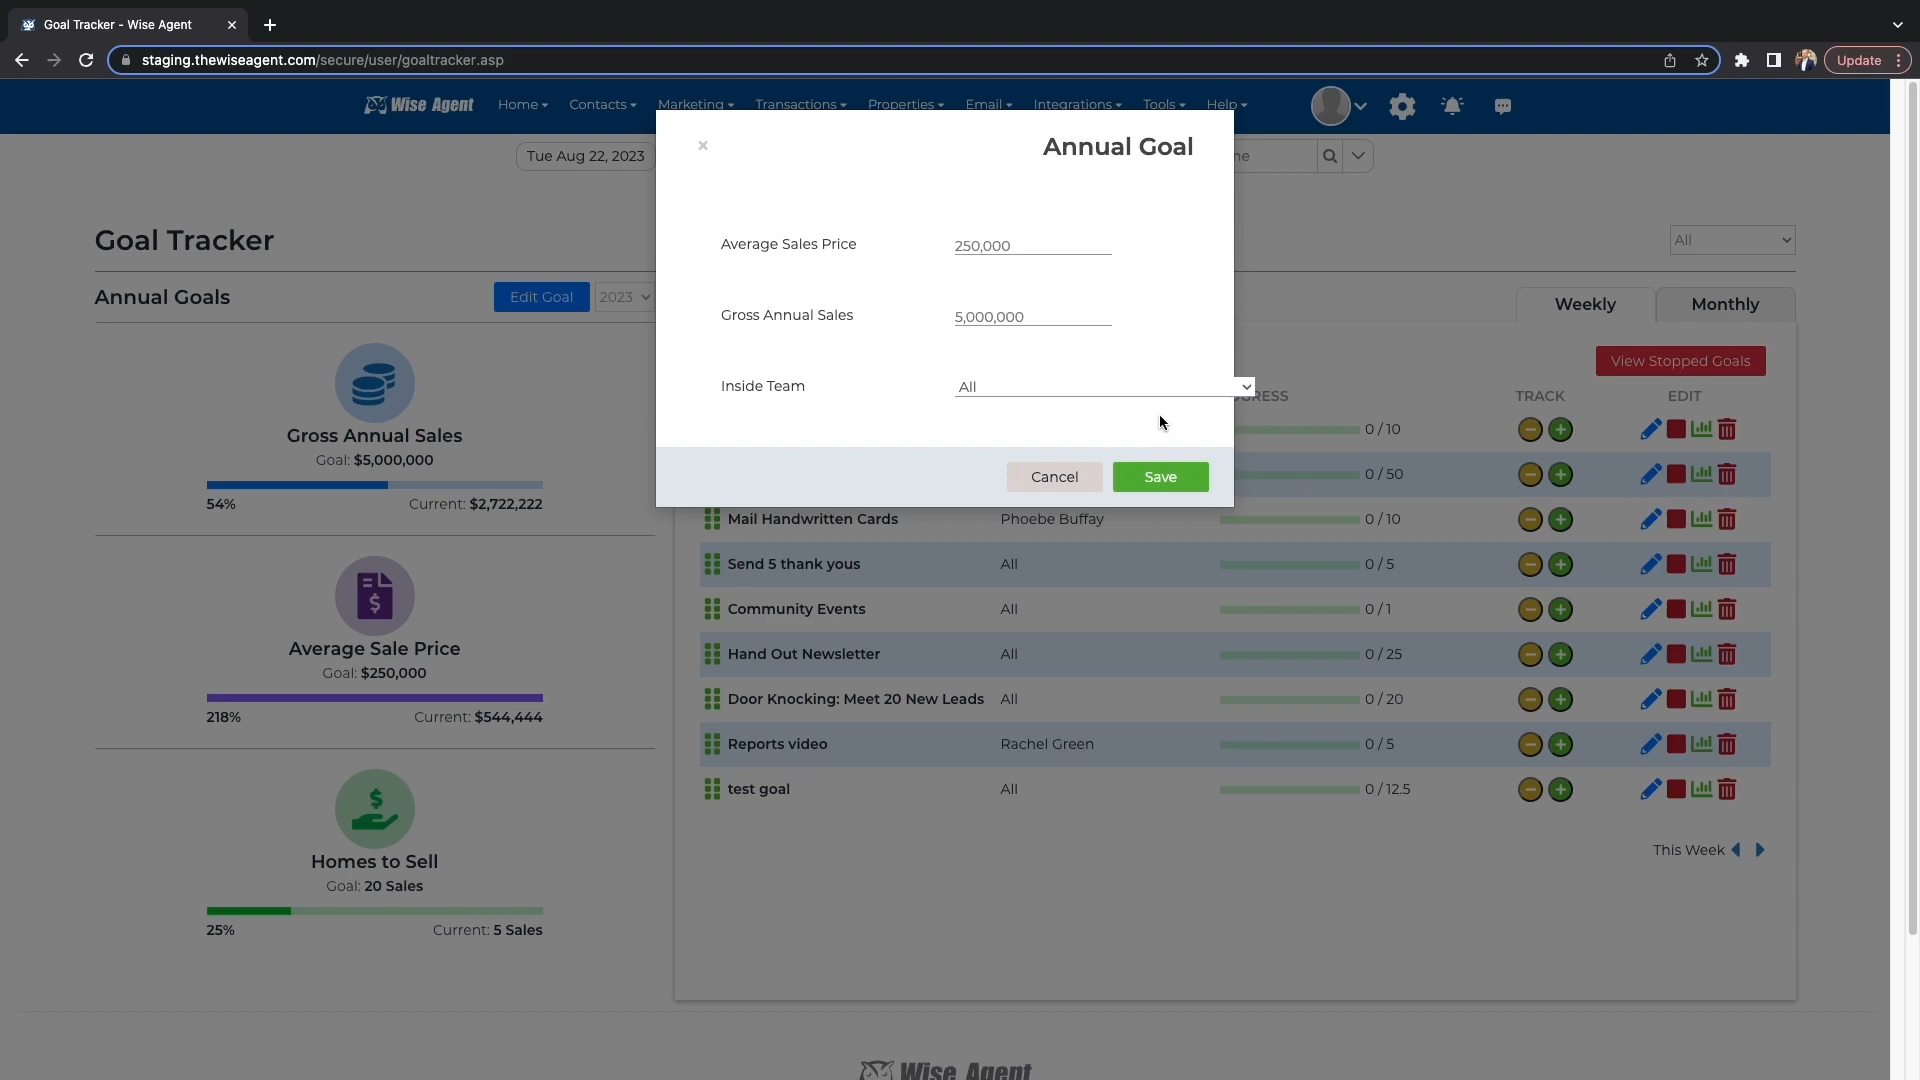 Goal Tracker - Wise Agent
staging.thewiseagent.com/secure/user/goaltracker.asp
Update
Wise Agent
Home
Contacts
Marketing
Transactions
Properties
Email
Integrations
Tools
Help
Tue Aug 22, 2023
Annual Goal
Average Sales Price 250,000
Gross Annual Sales 5,000,000
Inside Team All
Cancel Save
Goal Tracker
All
Annual Goals
Edit Goal
2023
Gross Annual Sales
Goal: $5,000,000
54% Current: $2,722,222
Average Sale Price
Goal: $250,000
218% Current: $544,444
Homes to Sell
Goal: 20 Sales
25% Current: 5 Sales
Weekly
Monthly
View Stopped Goals
TRACK EDIT
0 / 10
0 / 50
Mail Handwritten Cards Phoebe Buffay 0 / 10
Send 5 thank yous All 0 / 5
Community Events All 0 / 1
Hand Out Newsletter All 0 / 25
Door Knocking: Meet 20 New Leads All 0 / 20
Reports video Rachel Green 0 / 5
test goal All 0 / 12.5
This Week
Wise Agent